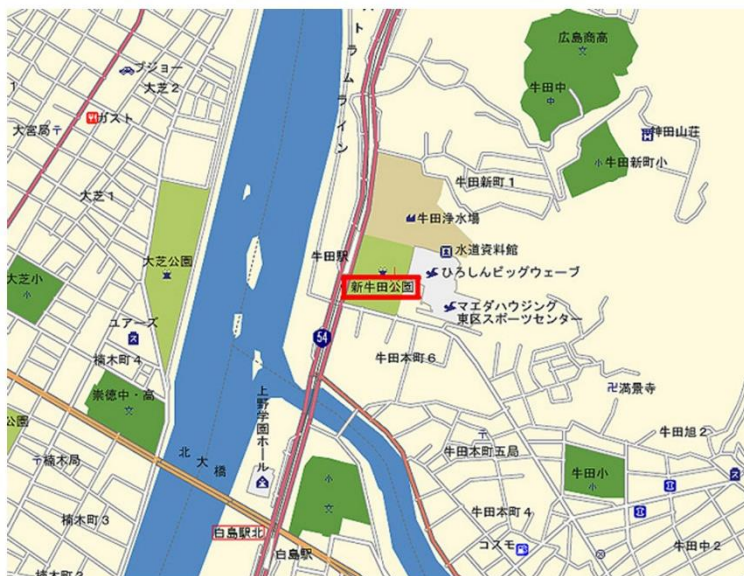 広島商高
牛田中
ストラムライン
プジョー
大芝2
ガスト
大宮局
神田山荘
牛田新町小
牛田新町1
大芝1
牛田浄水場
水道資料館
牛田駅
大芝公園
ひろしんビッグウェーブ
新牛田公園
大芝小
マエダハウジング
東区スポーツセンター
ユアーズ
54
楠木町4
牛田本町6
満景寺
崇徳中・高
上野学園ホール
公園
牛田旭2
牛田本町五局
楠木局
北大橋
牛田小
楠木町3
牛田本町4
白島駅北
白島駅
コスモ
牛田中2